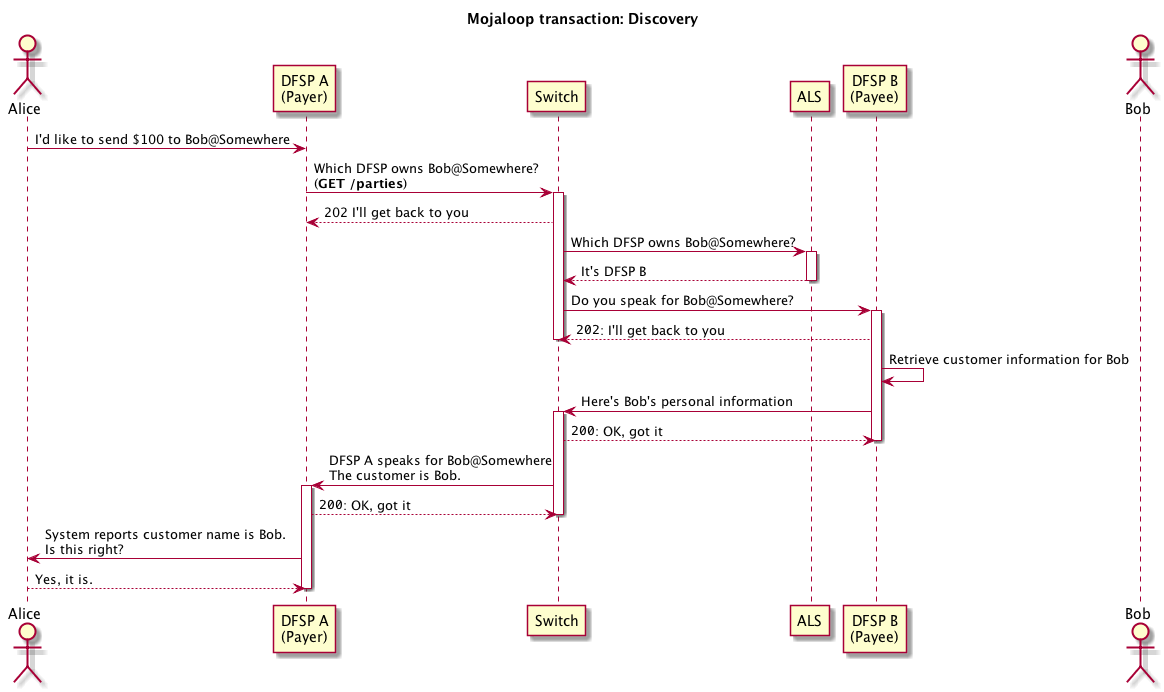 Mojaloop transaction: Discovery
Alice
DFSP A
(Payer)
Switch
ALS
DFSP B
(Payee)
Bob
I'd like to send $100 to Bob@Somewhere
Which DFSP owns Bob@Somewhere?
(GET /parties)
202 I'll get back to you
Which DFSP owns Bob@Somewhere?
It's DFSP B
Do you speak for Bob@Somewhere?
202: I'll get back to you
Retrieve customer information for Bob
Here's Bob's personal information
200: OK, got it
DFSP A speaks for Bob@Somewhere
The customer is Bob.
200: OK, got it
System reports customer name is Bob.
Is this right?
Yes, it is.
Alice
DFSP A
(Payer)
Switch
ALS
DFSP B
(Payee)
Bob